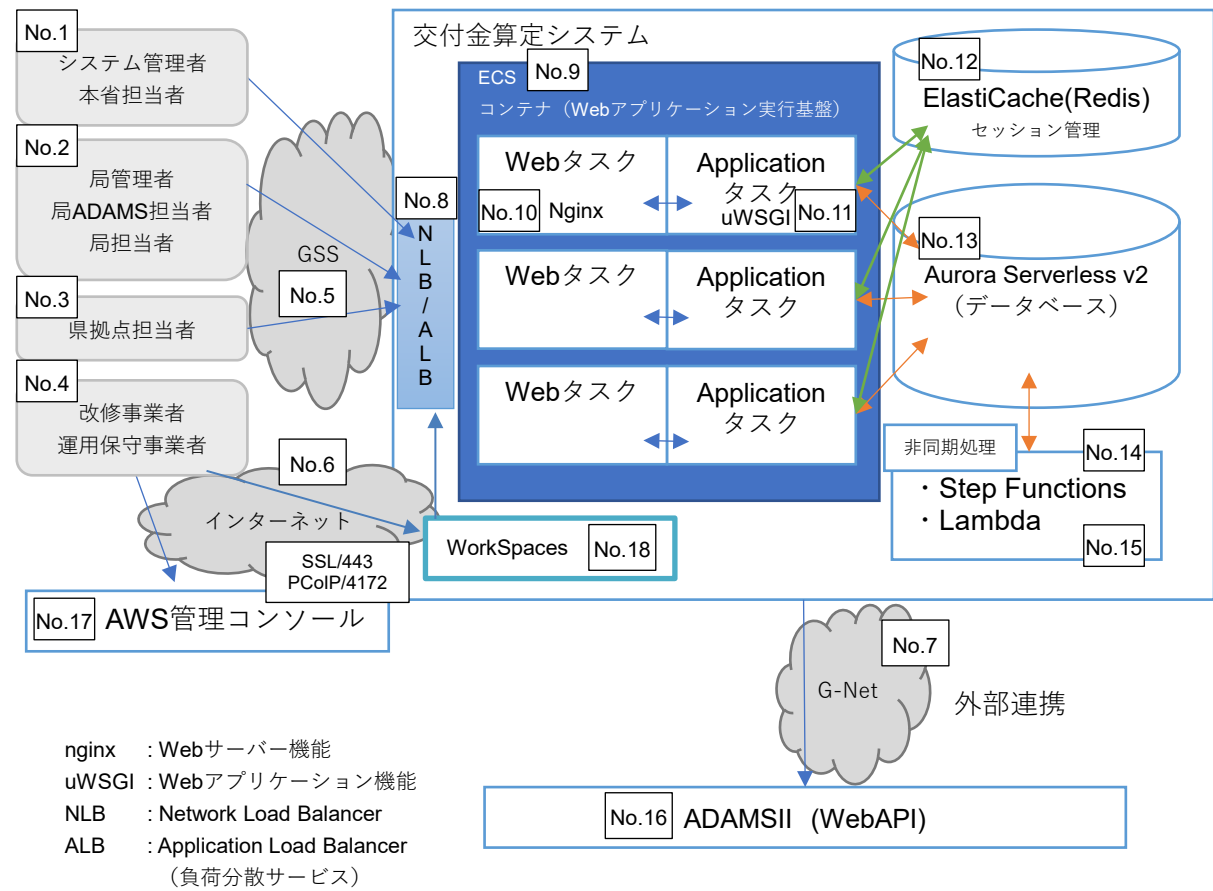 No.1
システム管理者
本省担当者
No.2
局管理者
局ADAMS担当者
局担当者
No.3
県拠点担当者
No.4
改修事業者
運用保守事業者
GSS
No.5
No.6
インターネット
SSL/443
PCoIP/4172
No.17 AWS管理コンソール
交付金算定システム
No.8
N
L
B
/
A
L
B
ECS No.9
コンテナ（Webアプリケーション実行基盤）
Webタスク
No.10 Nginx
Application
タスク
uWSGI No.11
Webタスク
Application
タスク
Webタスク
Application
タスク
No.12
ElastiCache(Redis)
セッション管理
No.13
Aurora Serverless v2
（データベース）
非同期処理
No.14
・Step Functions
・Lambda
No.15
WorkSpaces No.18
No.7
G-Net
外部連携
No.16 ADAMSII (WebAPI)
nginx : Webサーバー機能
uWSGI : Webアプリケーション機能
NLB : Network Load Balancer
ALB : Application Load Balancer
（負荷分散サービス）